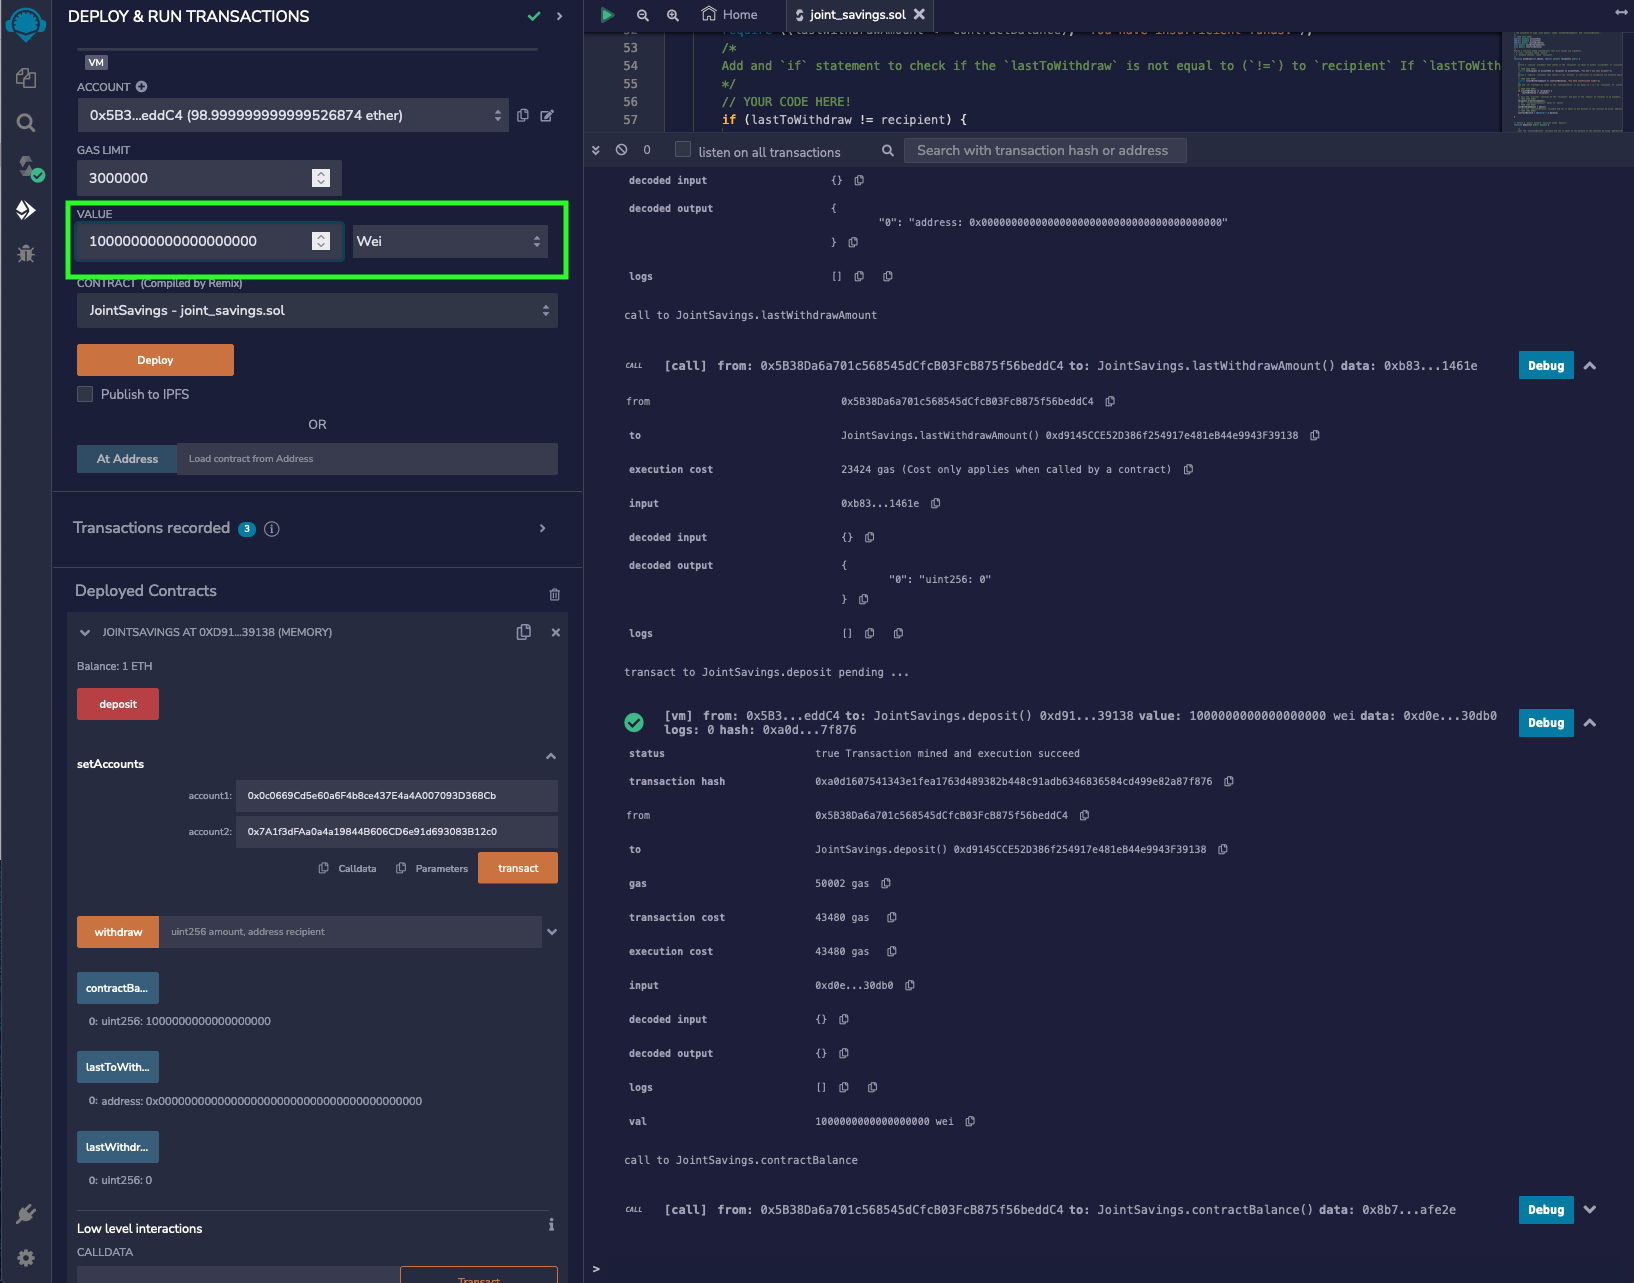 DEPLOY & RUN TRANSACTIONS
VM
ACCOUNT
0x5B3...eddC4 (98.999999999999526874 ether)
GAS LIMIT
3000000
VALUE
10000000000000000000
Wei
CONTRACT (Compiled by Remix)
JointSavings - joint_savings.sol
Deploy
Publish to IPFS
OR
At Address
Load contract from Address
Transactions recorded 3 i
Deployed Contracts
JOINTSAVINGS AT 0XD91...39138 (MEMORY)
Balance: 1 ETH
deposit
setAccounts
account1: 0x0c0669Cd5e60a6F4b8ce437E4a4A007093D368Cb
account2: 0x7A1f3dFAa0a4a19844B606CD6e91d693083B12c0
Calldata
Parameters
transact
withdraw
uint256 amount, address recipient
contractBa...
0: uint256: 1000000000000000000
lastToWith...
0: address: 0x0000000000000000000000000000000000000000
lastWithdr...
0: uint256: 0
Low level interactions
i
CALLDATA
Transact
Home
joint_savings.sol
53 /*
54 Add and `if` statement to check if the `lastToWithdraw` is not equal to (`!=`) to `recipient` If `lastToWith
55 */
56 // YOUR CODE HERE!
57 if (lastToWithdraw != recipient) {
0
listen on all transactions
Search with transaction hash or address
decoded input {}
decoded output {
"0": "address: 0x0000000000000000000000000000000000000000"
}
logs []
call to JointSavings.lastWithdrawAmount
CALL [call] from: 0x5B38Da6a701c568545dCfcB03FcB875f56beddC4 to: JointSavings.lastWithdrawAmount() data: 0xb83...1461e
Debug
from 0x5B38Da6a701c568545dCfcB03FcB875f56beddC4
to JointSavings.lastWithdrawAmount() 0xd9145CCE52D386f254917e481eB44e9943F39138
execution cost 23424 gas (Cost only applies when called by a contract)
input 0xb83...1461e
decoded input {}
decoded output {
"0": "uint256: 0"
}
logs []
transact to JointSavings.deposit pending ...
[vm] from: 0x5B3...eddC4 to: JointSavings.deposit() 0xd91...39138 value: 1000000000000000000 wei data: 0xd0e...30db0
logs: 0 hash: 0xa0d...7f876
Debug
status true Transaction mined and execution succeed
transaction hash 0xa0d1607541343e1fea1763d489382b448c91adb6346836584cd499e82a87f876
from 0x5B38Da6a701c568545dCfcB03FcB875f56beddC4
to JointSavings.deposit() 0xd9145CCE52D386f254917e481eB44e9943F39138
gas 50002 gas
transaction cost 43480 gas
execution cost 43480 gas
input 0xd0e...30db0
decoded input {}
decoded output {}
logs []
val 1000000000000000000 wei
call to JointSavings.contractBalance
CALL [call] from: 0x5B38Da6a701c568545dCfcB03FcB875f56beddC4 to: JointSavings.contractBalance() data: 0x8b7...afe2e
Debug
>